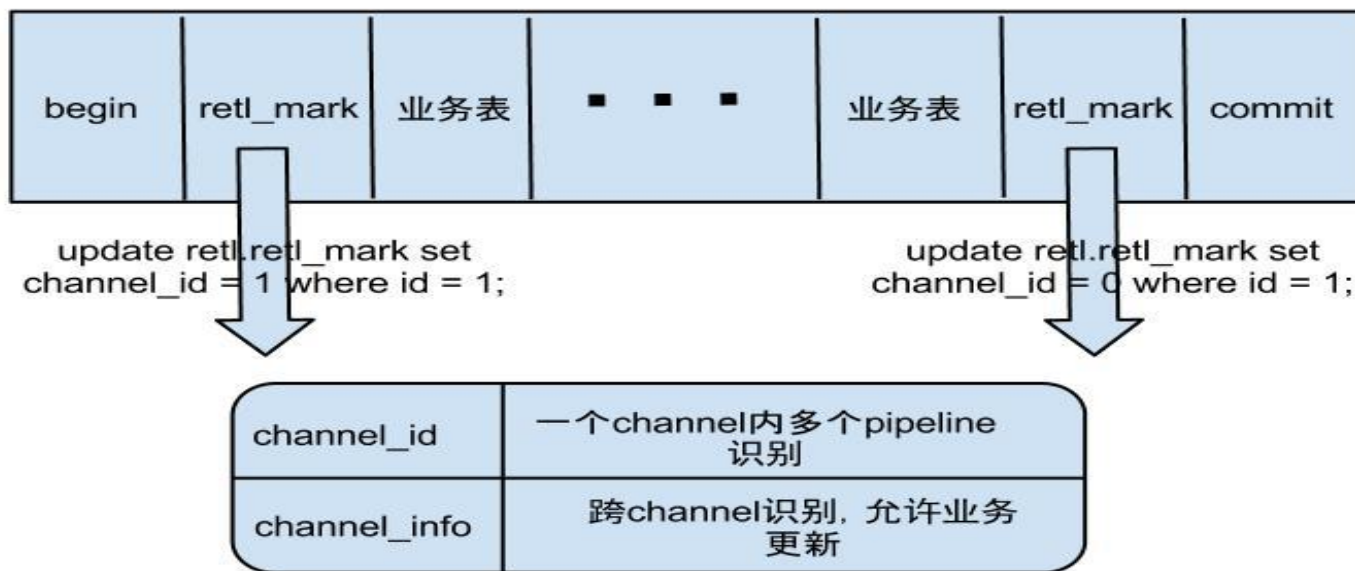 begin
retl_mark
业务表
业务表
retl_mark
commit
update retl.retl_mark set
channel_id = 1 where id = 1;
update retl.retl_mark set
channel_id = 0 where id = 1;
channel_id
一个channel内多个pipeline
识别
channel_info
跨channel识别, 允许业务
更新